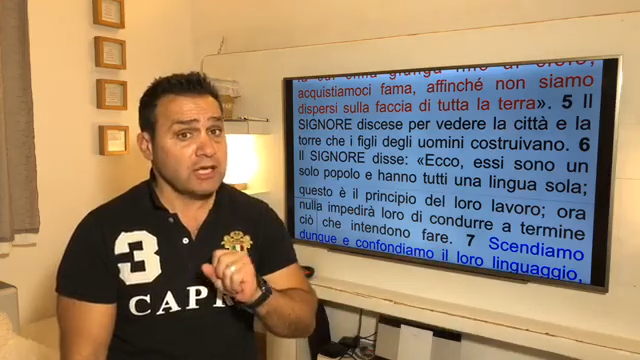 acquistiamoci fama, affinché non siamo
dispersi sulla faccia di tutta la terra». 5 Il
SIGNORE discese per vedere la città e la
torre che i figli degli uomini costruivano. 6
Il SIGNORE disse: «Ecco, essi sono un
solo popolo e hanno tutti una lingua sola;
questo è il principio del loro lavoro; ora
nulla impedirà loro di condurre a termine
ciò che intendono fare. 7 Scendiamo
dunque e confondiamo il loro linguaggio,
3
CAPR